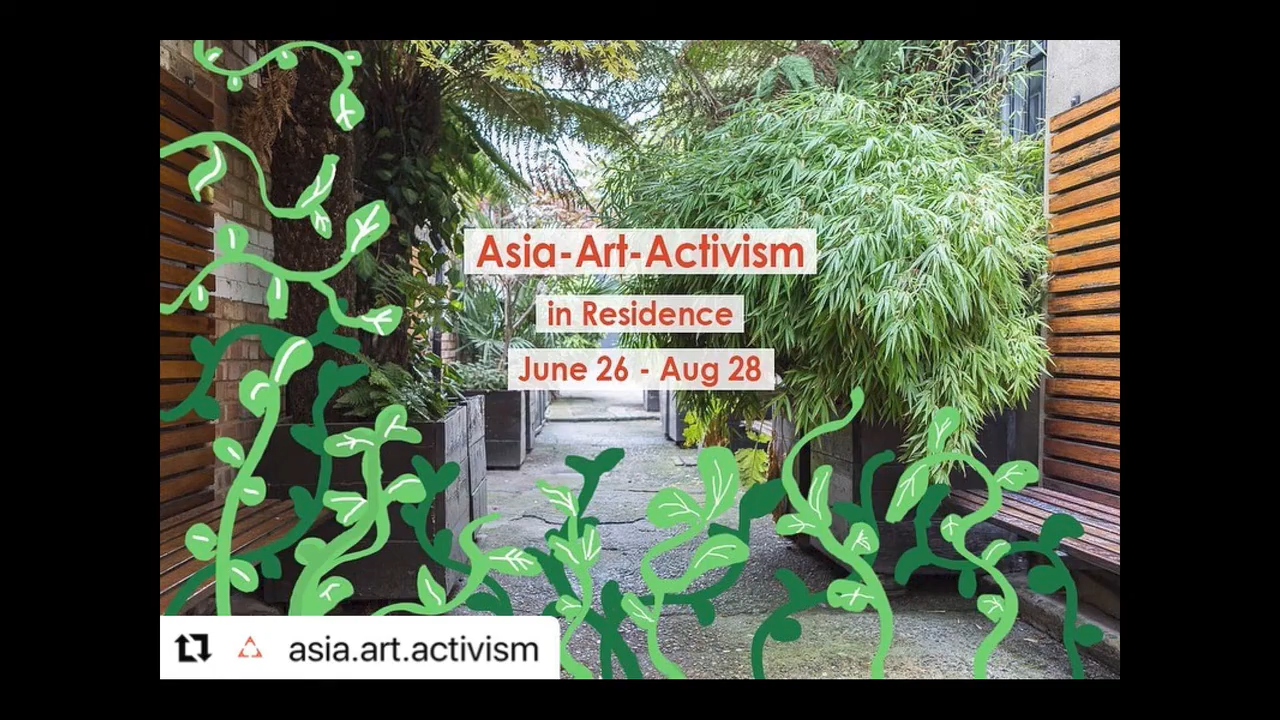 Asia-Art-Activism
in Residence
June 26 - Aug 28
asia.art.activism